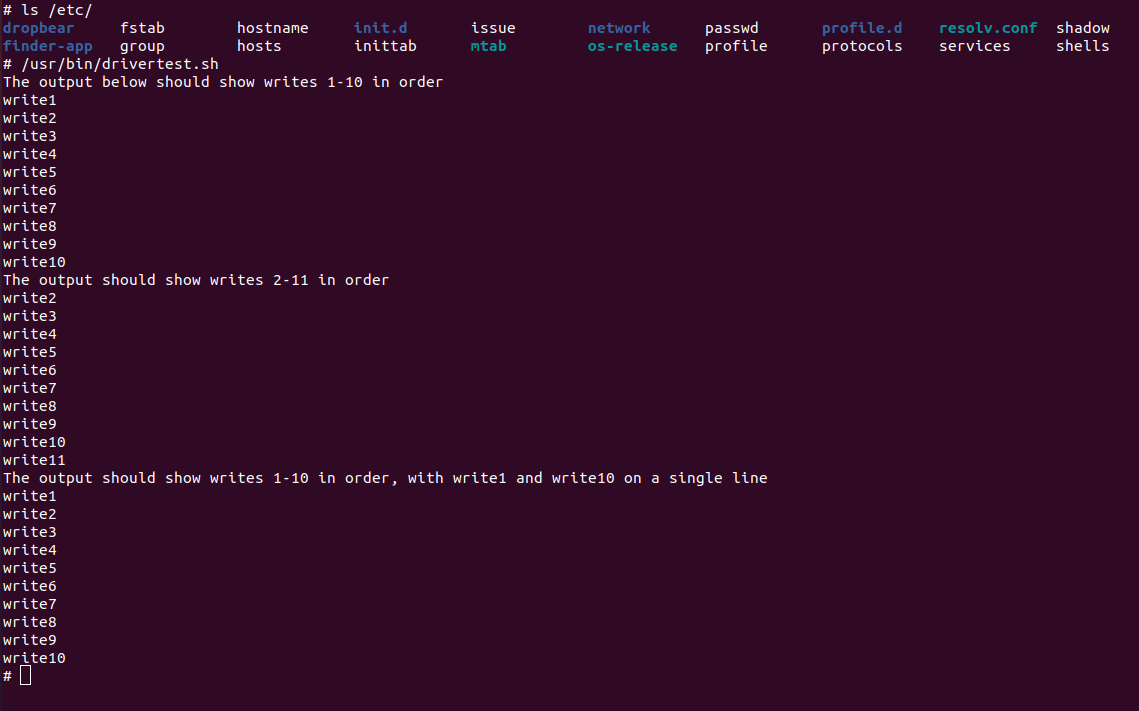 # ls /etc/
dropbear fstab hostname init.d issue network passwd profile.d resolv.conf shadow
finder-app group hosts inittab mtab os-release profile protocols services shells
# /usr/bin/drivertest.sh
The output below should show writes 1-10 in order
write1
write2
write3
write4
write5
write6
write7
write8
write9
write10
The output should show writes 2-11 in order
write2
write3
write4
write5
write6
write7
write8
write9
write10
write11
The output should show writes 1-10 in order, with write1 and write10 on a single line
write1
write2
write3
write4
write5
write6
write7
write8
write9
write10
#